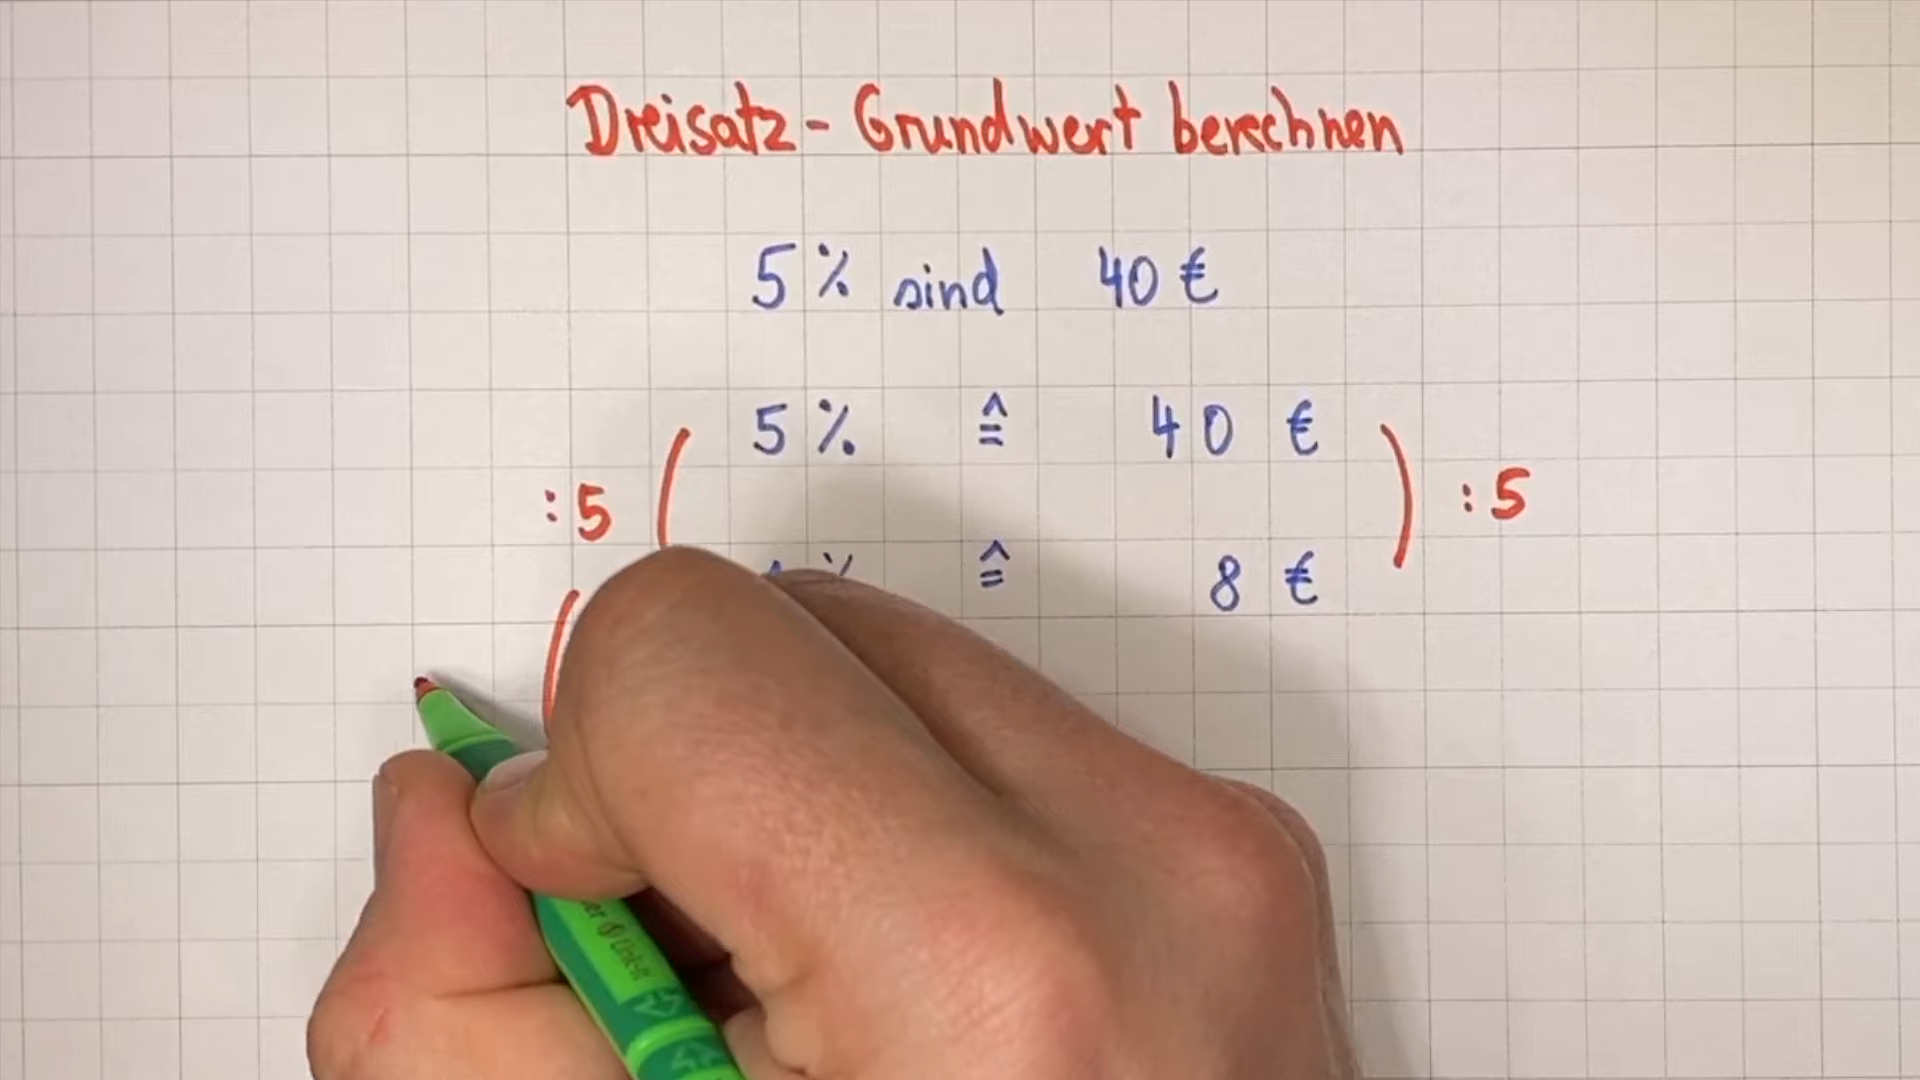 Dreisatz - Grundwert berechnen
5 % sind 40 €
5 % ≙ 40 €
: 5 : 5
% ≙ 8 €